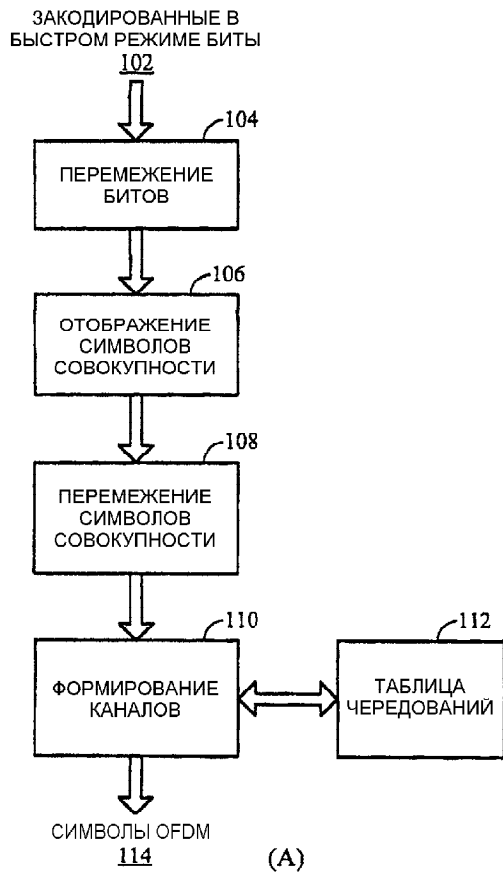 ЗАКОДИРОВАННЫЕ В
БЫСТРОМ РЕЖИМЕ БИТЫ
102
104
ПЕРЕМЕЖЕНИЕ
БИТОВ
106
ОТОБРАЖЕНИЕ
СИМВОЛОВ
СОВОКУПНОСТИ
108
ПЕРЕМЕЖЕНИЕ
СИМВОЛОВ
СОВОКУПНОСТИ
110
ФОРМИРОВАНИЕ
КАНАЛОВ
112
ТАБЛИЦА
ЧЕРЕДОВАНИЙ
СИМВОЛЫ OFDM
114
(A)